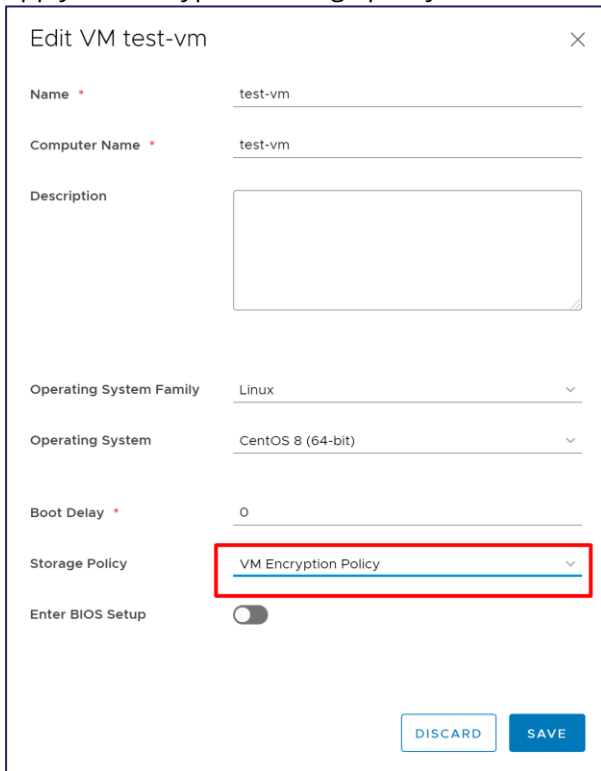 Edit VM test-vm
Name * test-vm
Computer Name * test-vm
Description
Operating System Family Linux
Operating System CentOS 8 (64-bit)
Boot Delay * 0
Storage Policy VM Encryption Policy
Enter BIOS Setup
DISCARD SAVE